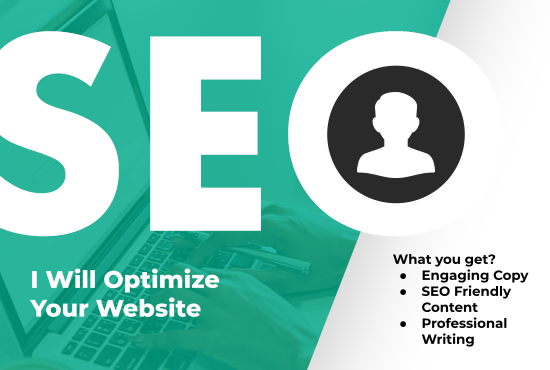 SEO
I Will Optimize
Your Website
What you get?
● Engaging Copy
● SEO Friendly
Content
● Professional
Writing